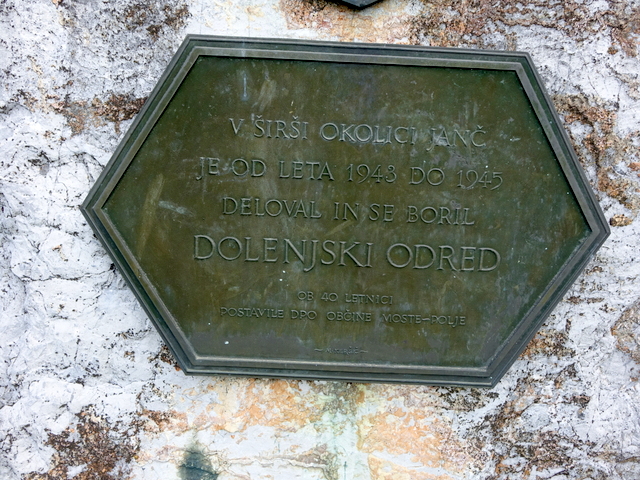 V ŠIRŠI OKOLICI JANČ
JE OD LETA 1943 DO 1945
DELOVAL IN SE BORIL
DOLENJSKI ODRED
OB 40 LETNICI
POSTAVILE DPO OBČINE MOSTE–POLJE